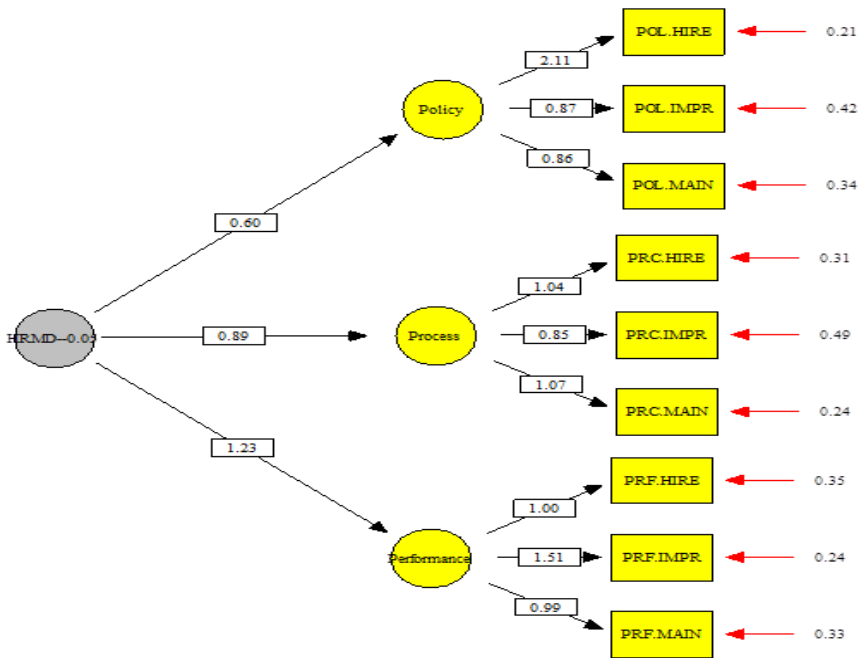 POL.HIRE
0.21
2.11
Policy
0.87
POL.IMPR
0.42
0.86
POL.MAIN
0.34
0.60
PRC.HIRE
0.31
1.04
HRMD--0.05
0.89
Process
0.85
PRC.IMPR
0.49
1.07
PRC.MAIN
0.24
1.23
PRF.HIRE
0.35
1.00
Performance
1.51
PRF.IMPR
0.24
0.99
PRF.MAIN
0.33